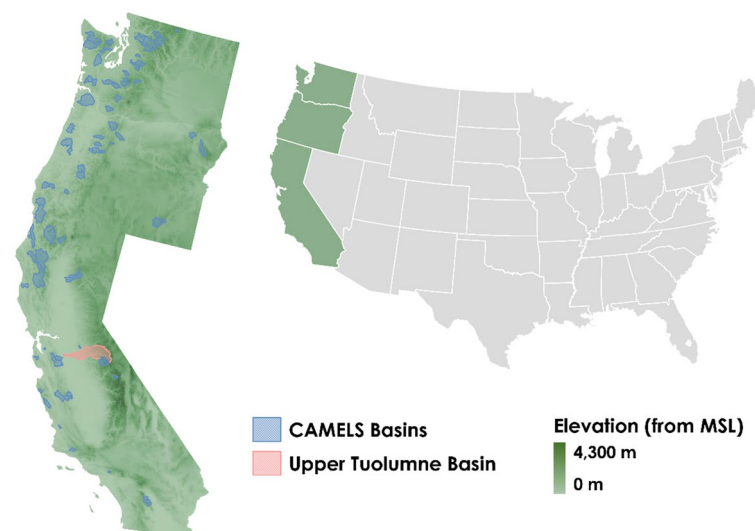 CAMELS Basins
Upper Tuolumne Basin
Elevation (from MSL)
4,300 m
0 m